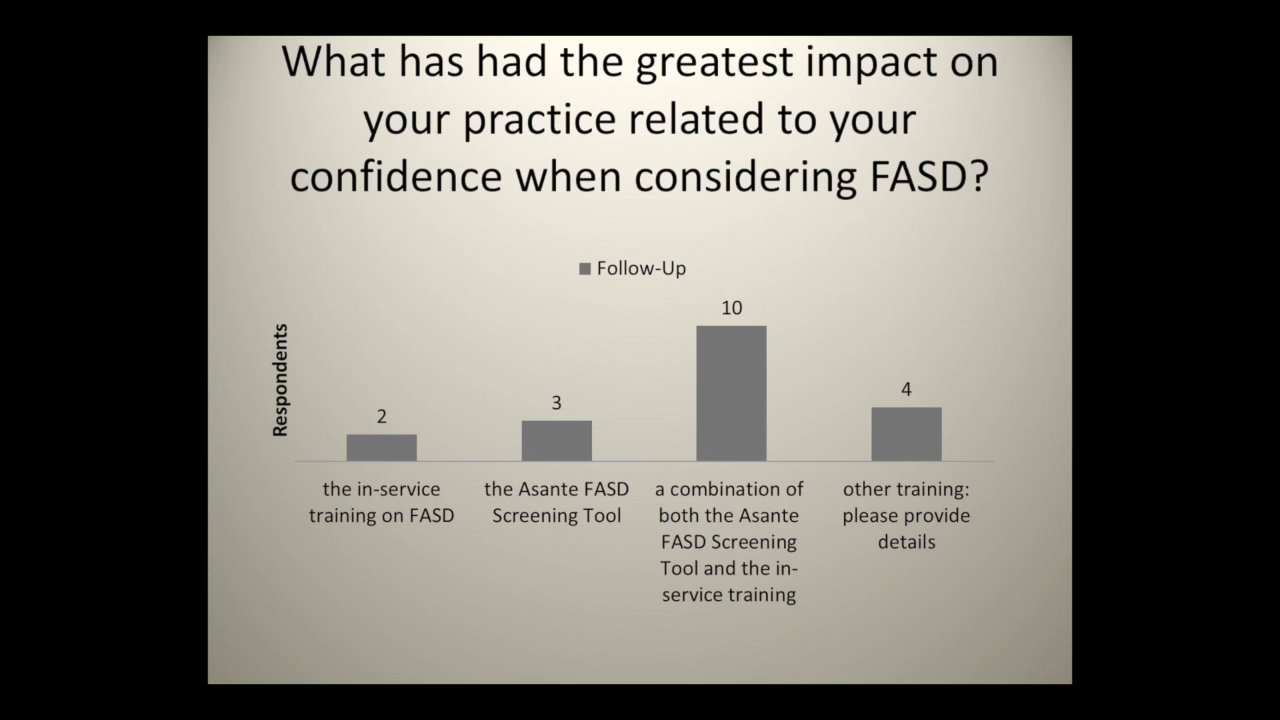 What has had the greatest impact on
your practice related to your
confidence when considering FASD?
Follow-Up
Respondents
2
3
10
4
the in-service
training on FASD
the Asante FASD
Screening Tool
a combination of
both the Asante
FASD Screening
Tool and the in-
service training
other training:
please provide
details